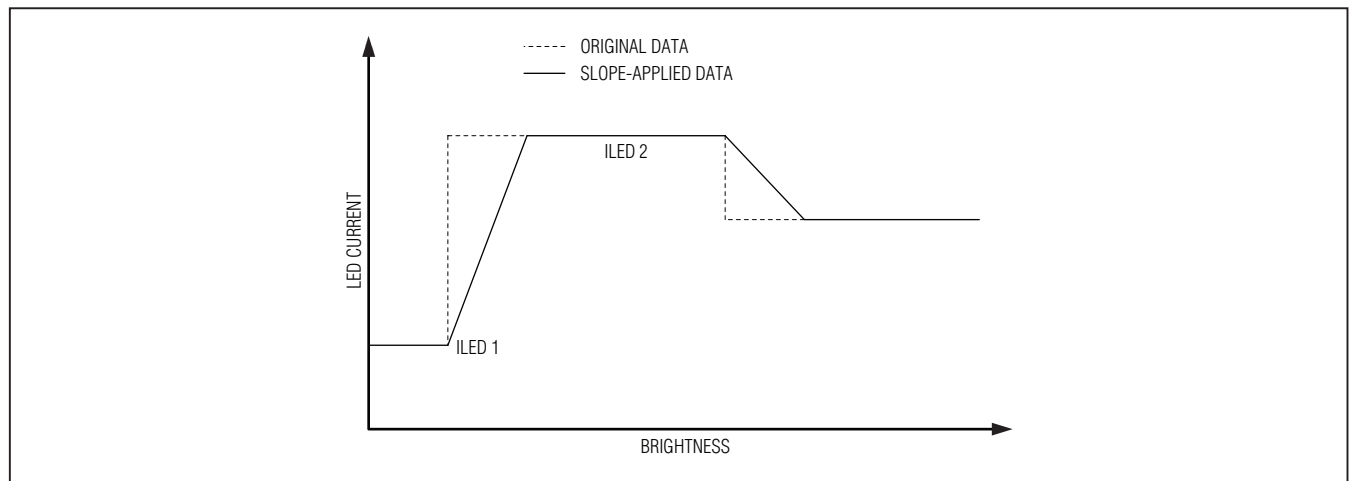 ORIGINAL DATA
SLOPE-APPLIED DATA
ILED 2
LED CURRENT
ILED 1
BRIGHTNESS